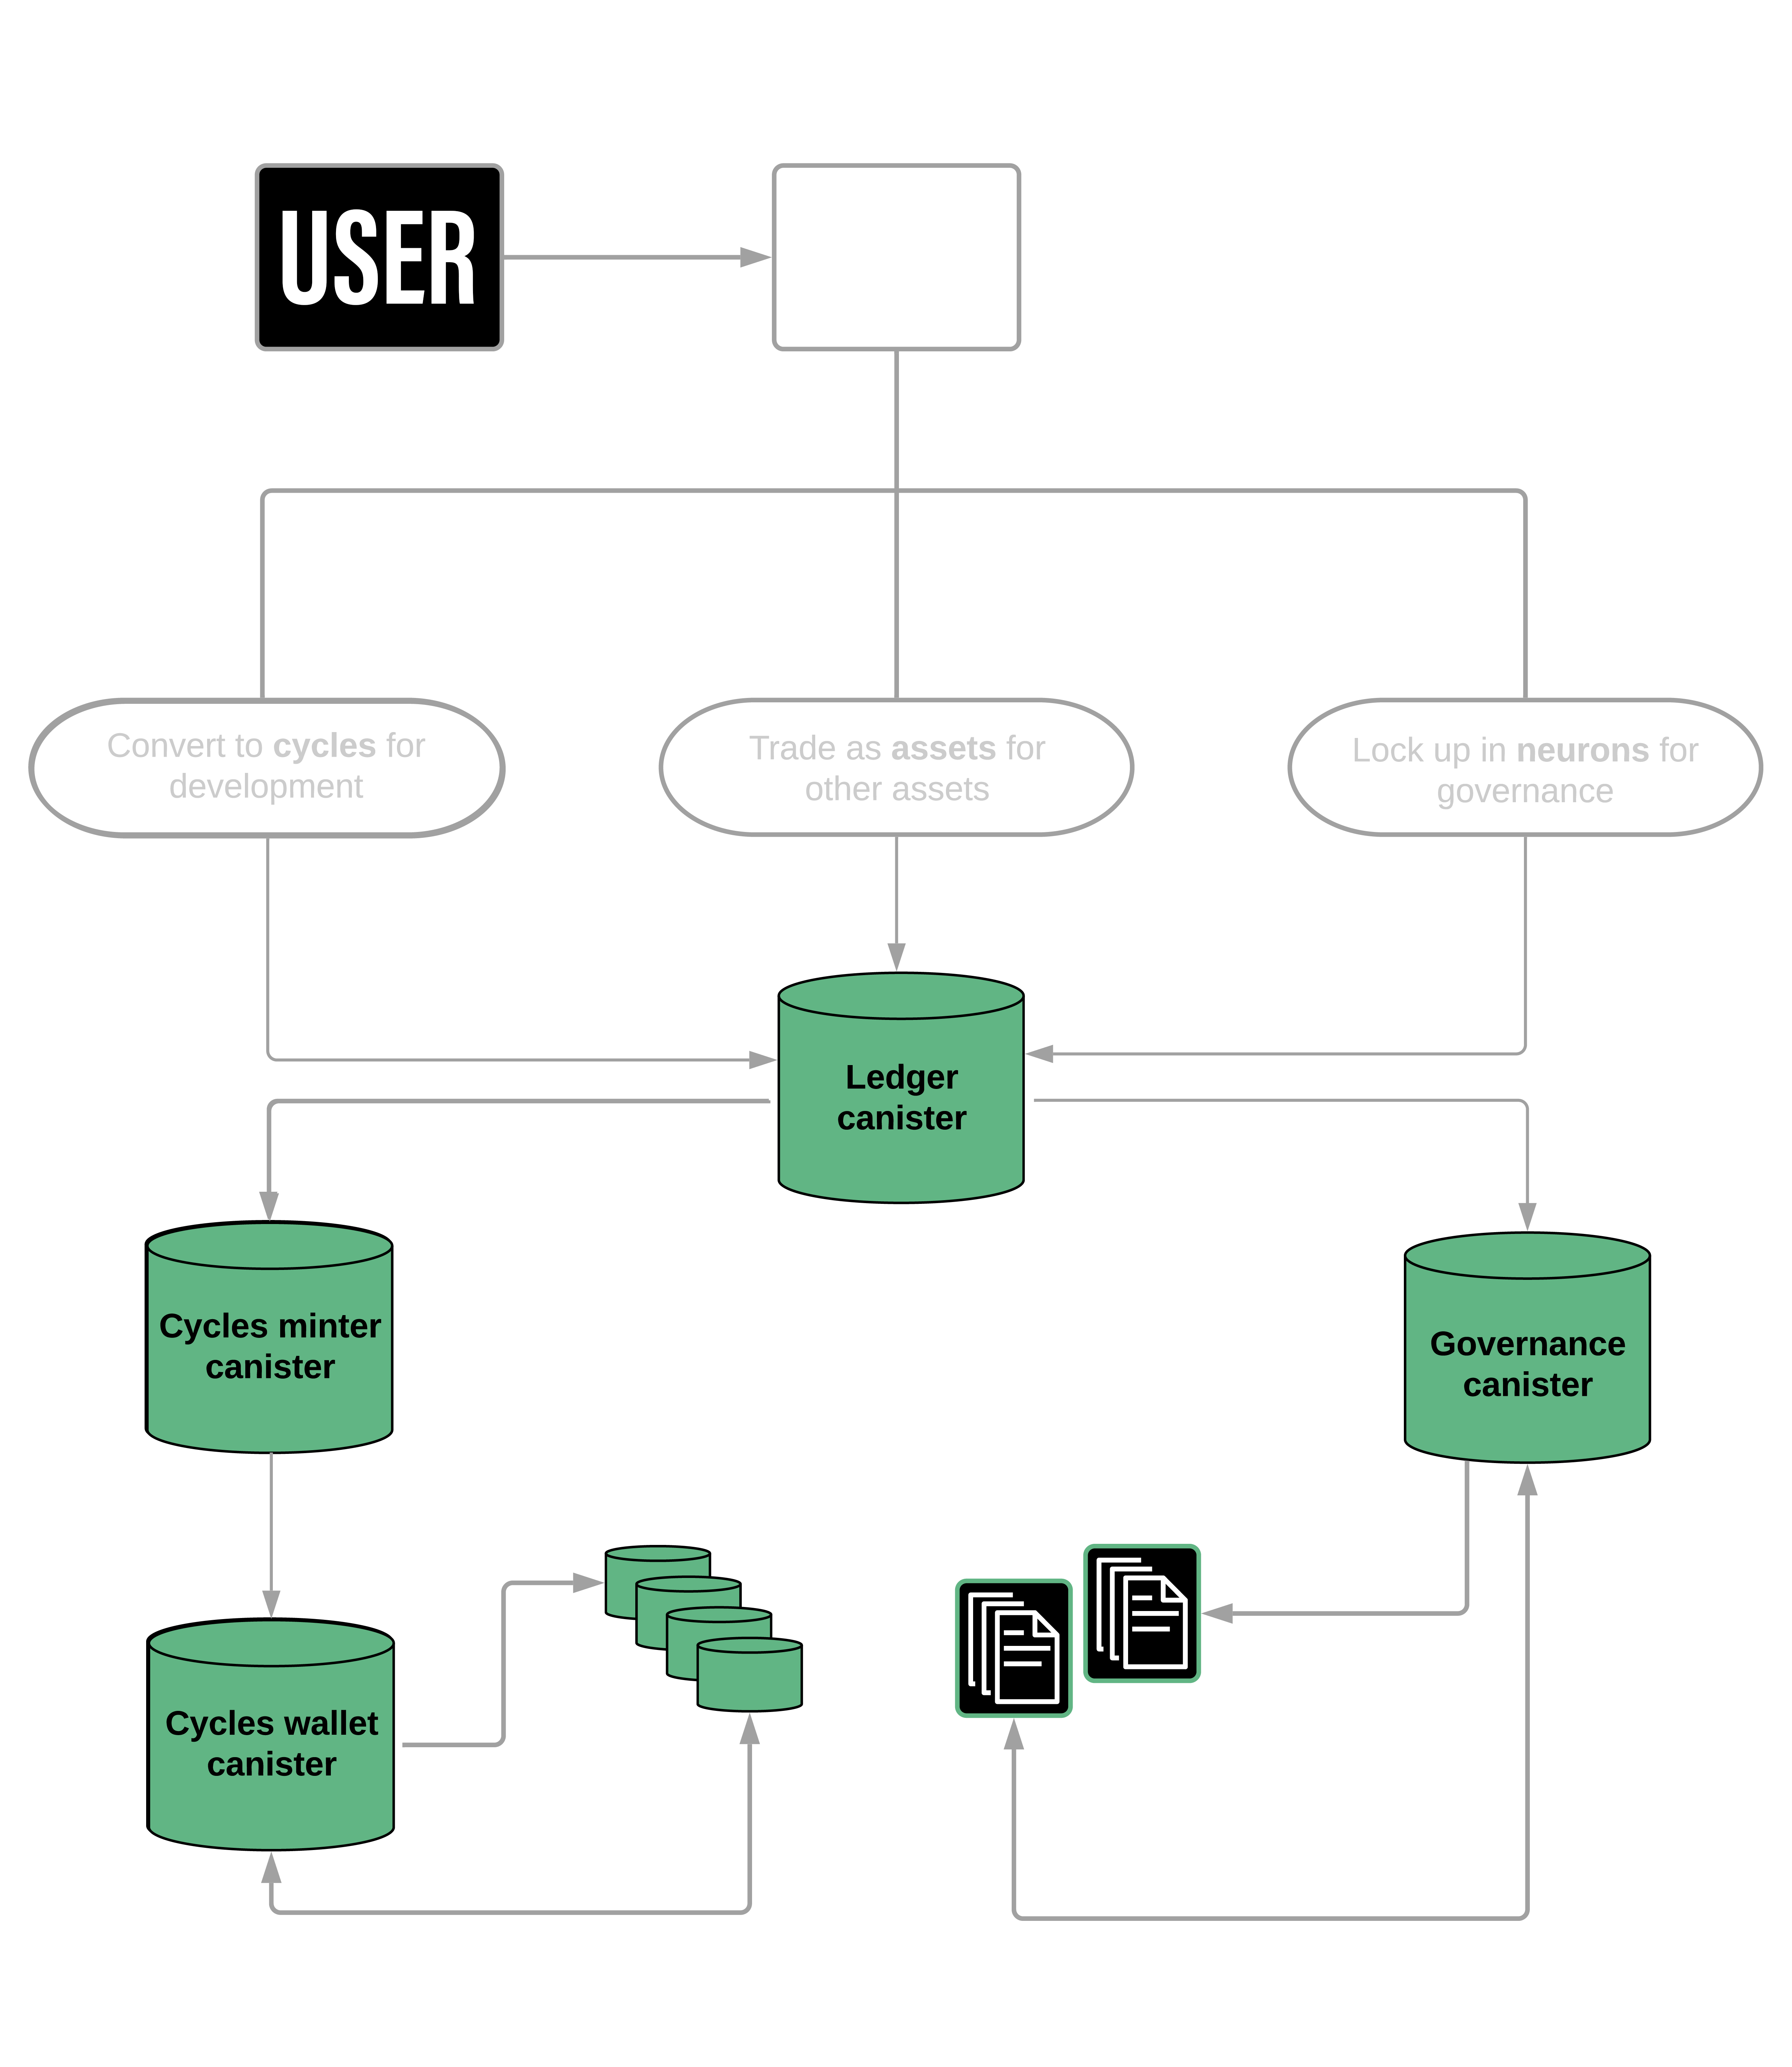 USER
Convert to cycles for
development
Trade as assets for
other assets
Lock up in neurons for
governance
Ledger
canister
Cycles minter
canister
Governance
canister
Cycles wallet
canister